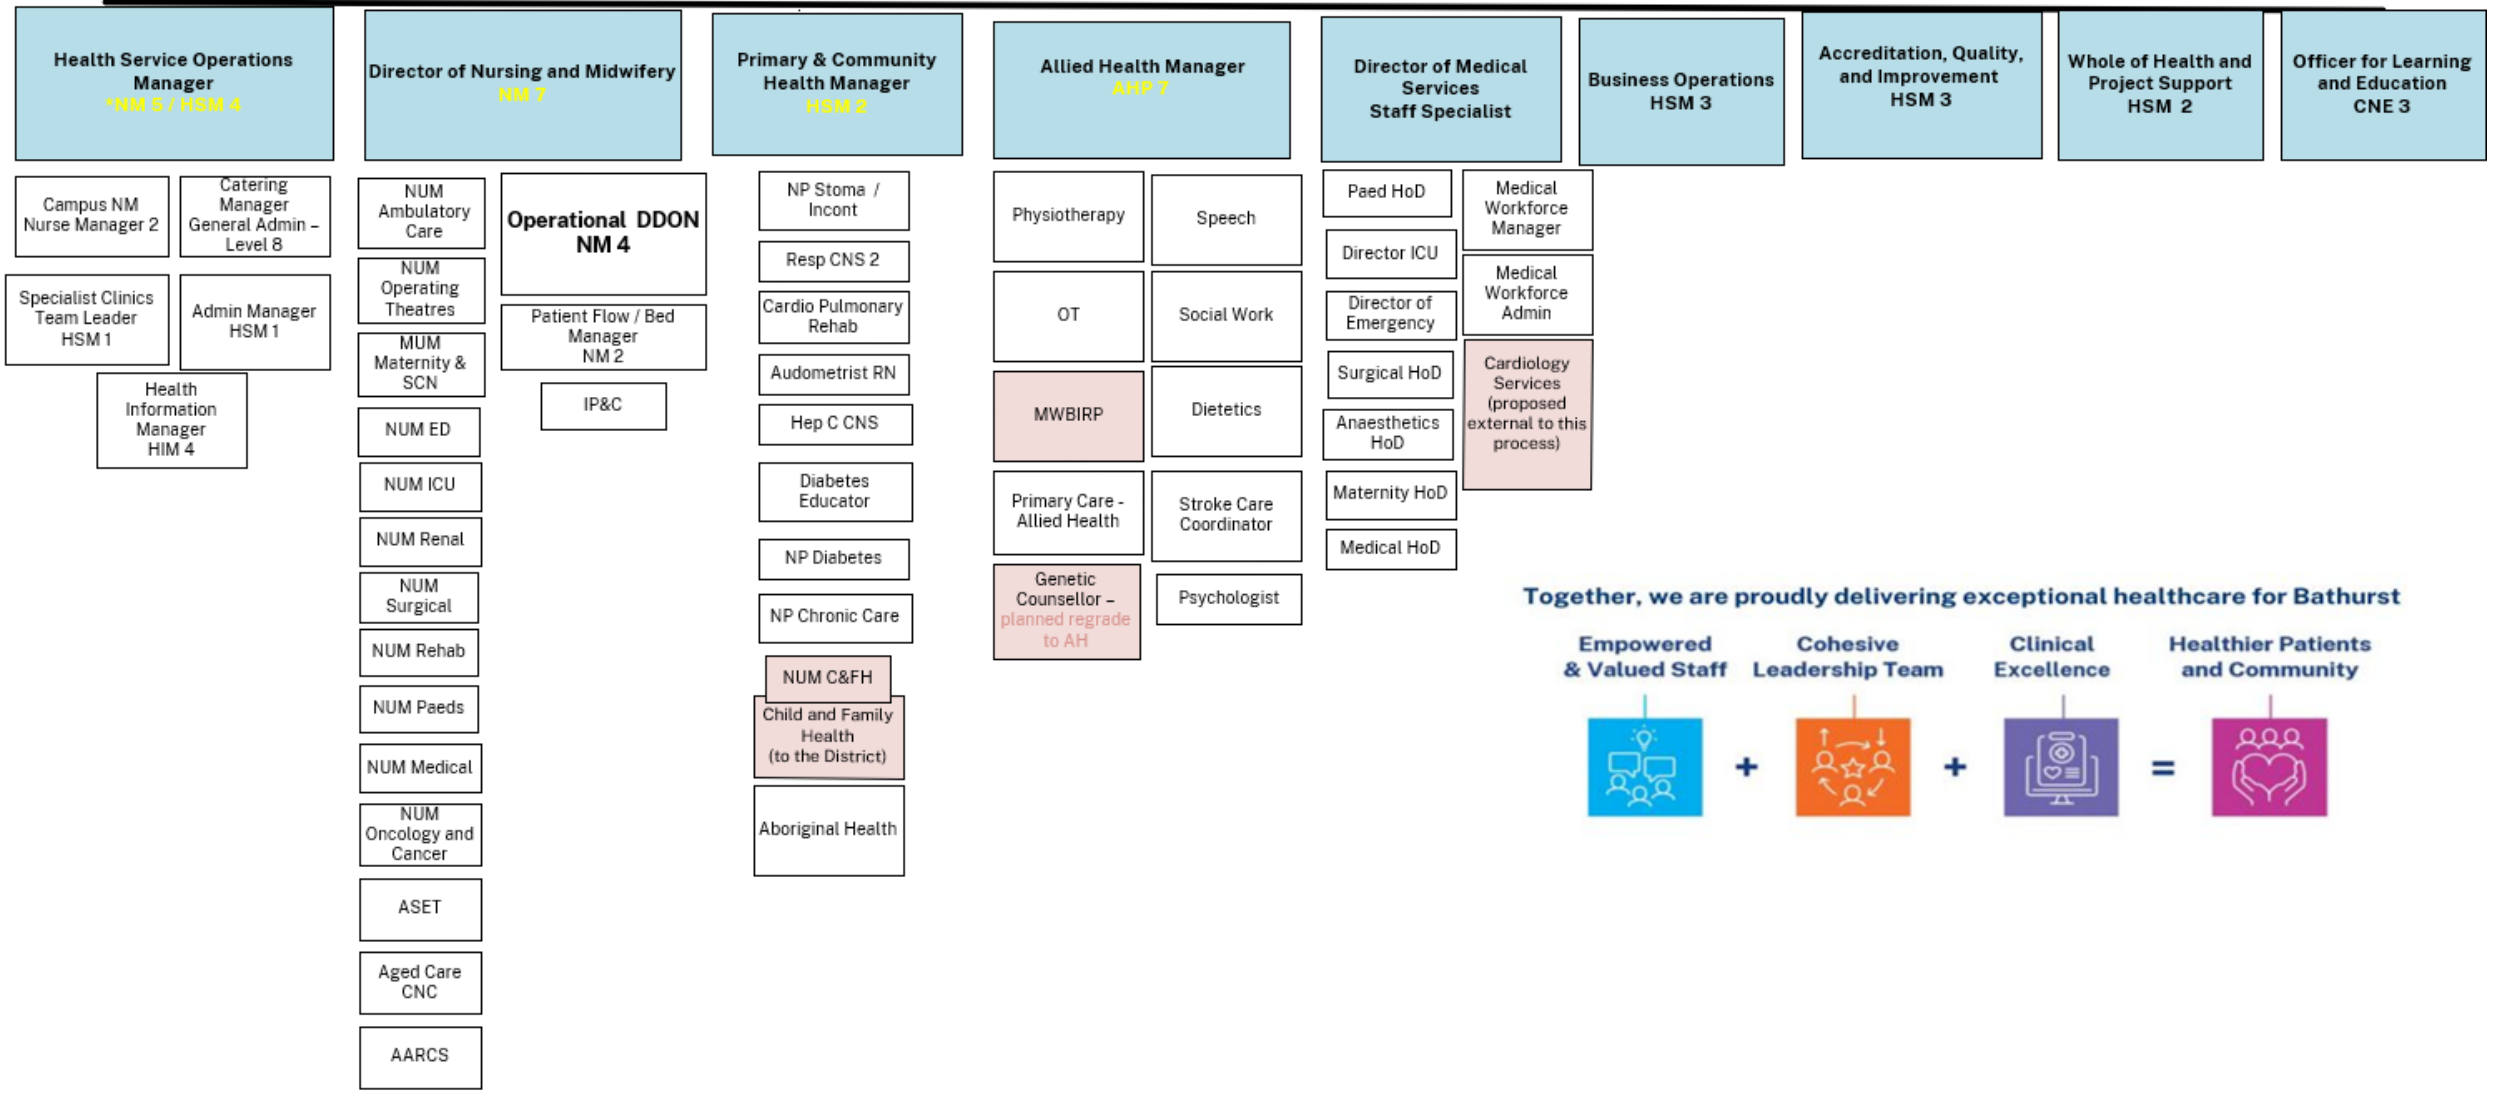 Health Service Operations
Manager
*NM 5 / HSM 4
Director of Nursing and Midwifery
NM 7
Primary & Community
Health Manager
HSM 2
Allied Health Manager
AHP 7
Director of Medical
Services
Staff Specialist
Business Operations
HSM 3
Accreditation, Quality,
and Improvement
HSM 3
Whole of Health and
Project Support
HSM 2
Officer for Learning
and Education
CNE 3
Campus NM
Nurse Manager 2
Catering
Manager
General Admin –
Level 8
Specialist Clinics
Team Leader
HSM 1
Admin Manager
HSM 1
Health
Information
Manager
HIM 4
NUM
Ambulatory
Care
NUM
Operating
Theatres
MUM
Maternity &
SCN
NUM ED
NUM ICU
NUM Renal
NUM
Surgical
NUM Rehab
NUM Paeds
NUM Medical
NUM
Oncology and
Cancer
ASET
Aged Care
CNC
AARCS
Operational DDON
NM 4
Patient Flow / Bed
Manager
NM 2
IP&C
NP Stoma /
Incont
Resp CNS 2
Cardio Pulmonary
Rehab
Audometrist RN
Hep C CNS
Diabetes
Educator
NP Diabetes
NP Chronic Care
NUM C&FH
Child and Family
Health
(to the District)
Aboriginal Health
Physiotherapy
Speech
OT
Social Work
MWBIRP
Dietetics
Primary Care -
Allied Health
Stroke Care
Coordinator
Genetic
Counsellor –
planned regrade
to AH
Psychologist
Paed HoD
Director ICU
Director of
Emergency
Surgical HoD
Anaesthetics
HoD
Maternity HoD
Medical HoD
Medical
Workforce
Manager
Medical
Workforce
Admin
Cardiology
Services
(proposed
external to this
process)
Together, we are proudly delivering exceptional healthcare for Bathurst
Empowered
& Valued Staff
Cohesive
Leadership Team
Clinical
Excellence
Healthier Patients
and Community
+ + =